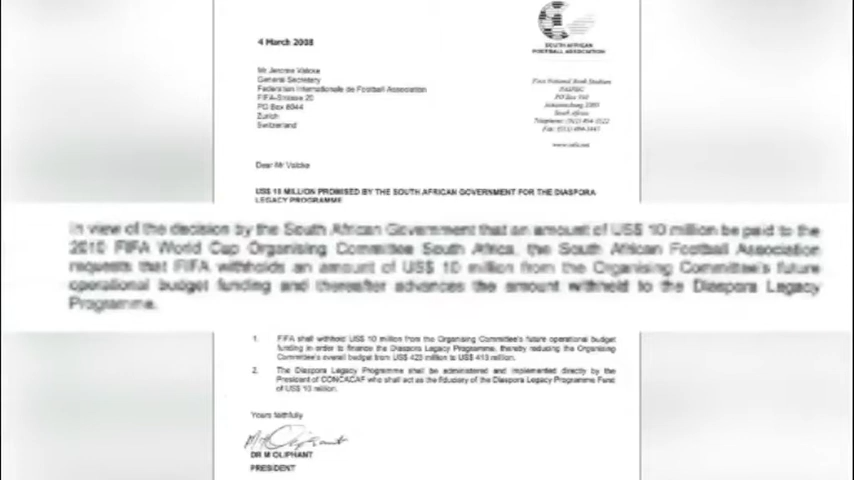 SOUTH AFRICAN
FOOTBALL ASSOCIATION
4 March 2008
Mr Jerome Valcke
General Secretary
Federation Internationale de Football Association
FIFA-Strasse 20
PO Box 8044
Zurich
Switzerland
First National Bank Stadium
NASREC
PO Box 910
Johannesburg 2000
South Africa
www.safa.net
Dear Mr Valcke
US$ 10 MILLION PROMISED BY THE SOUTH AFRICAN GOVERNMENT FOR THE DIASPORA
LEGACY PROGRAMME
In view of the decision by the South African Government that an amount of US$ 10 million be paid to the
2010 FIFA World Cup Organising Committee South Africa, the South African Football Association
requests that FIFA withholds an amount of US$ 10 million from the Organising Committee's future
operational budget funding and thereafter advances the amount withheld to the Diaspora Legacy
Programme.
1. FIFA shall withhold US$ 10 million from the Organising Committee's future operational budget
funding in order to finance the Diaspora Legacy Programme, thereby reducing the Organising
Committee's overall budget from US$ 423 million to US$ 413 million.
2. The Diaspora Legacy Programme shall be administered and implemented directly by the
President of CONCACAF who shall act as the fiduciary of the Diaspora Legacy Programme Fund
of US$ 10 million.
Yours faithfully
DR M OLIPHANT
PRESIDENT